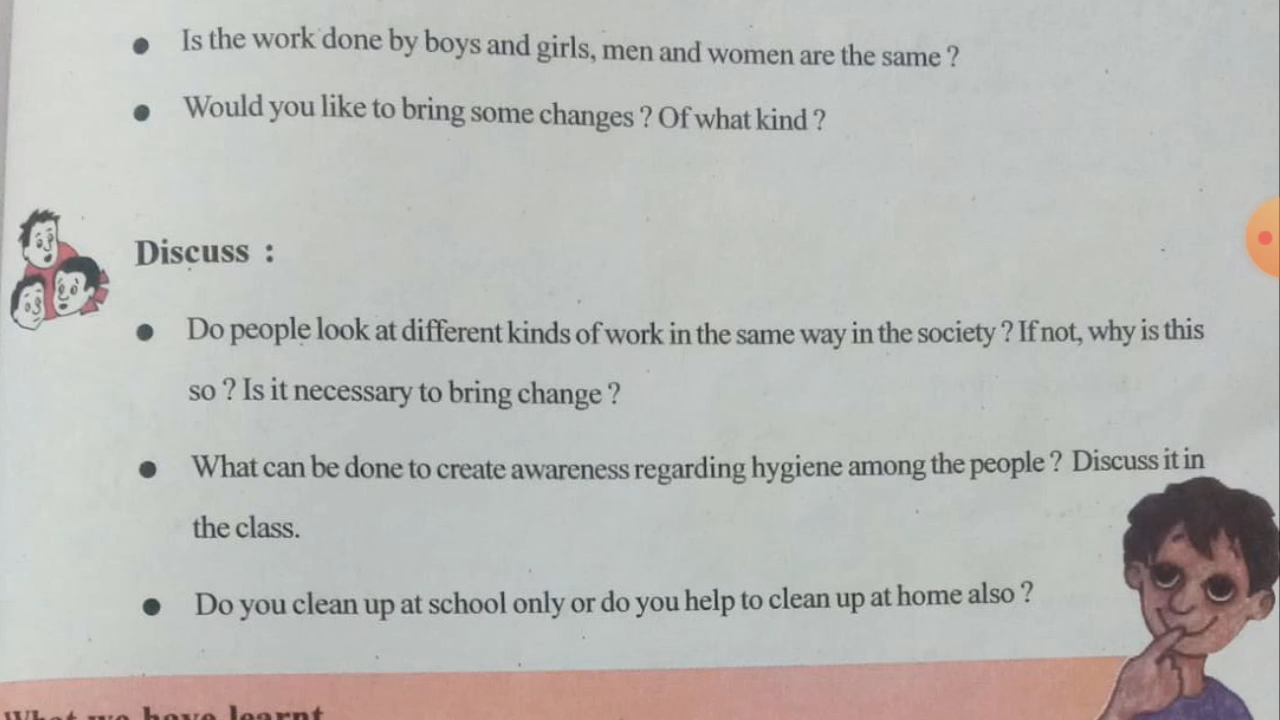 ● Is the work done by boys and girls, men and women are the same ?
● Would you like to bring some changes ? Of what kind ?
Discuss :
● Do people look at different kinds of work in the same way in the society ? If not, why is this
so ? Is it necessary to bring change ?
● What can be done to create awareness regarding hygiene among the people ? Discuss it in
the class.
● Do you clean up at school only or do you help to clean up at home also ?
What we have learnt